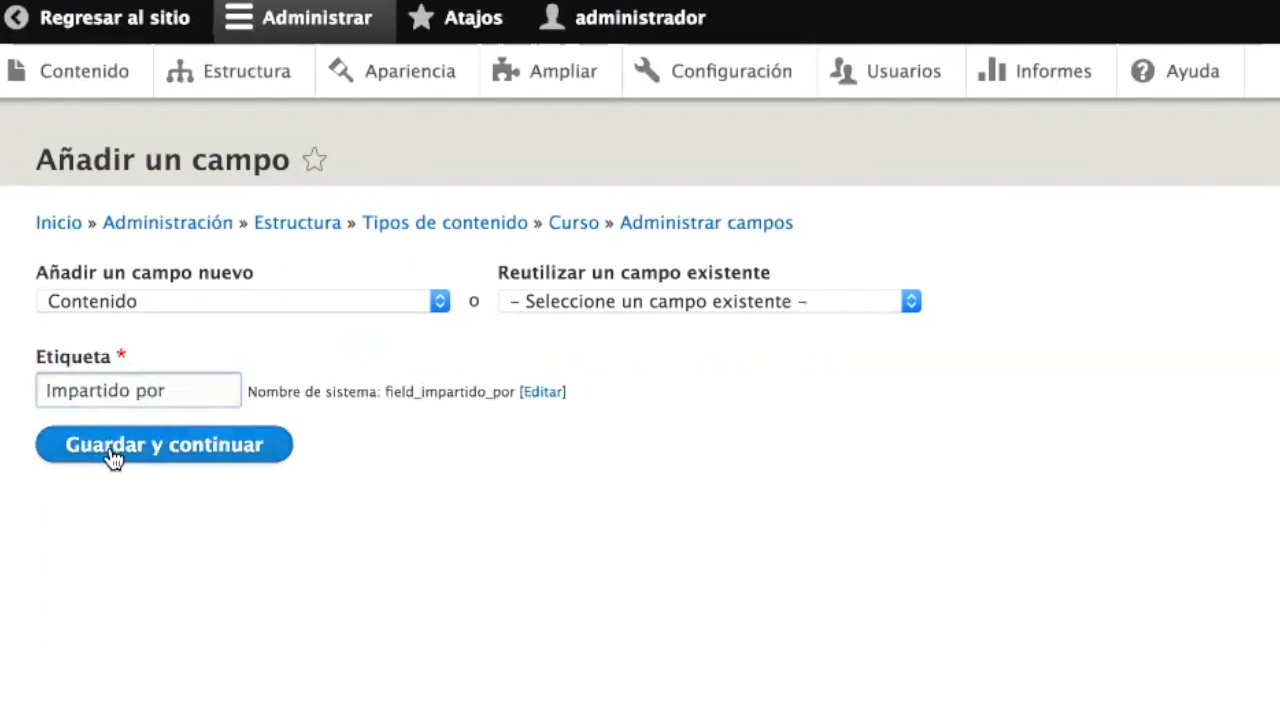 Regresar al sitio Administrar Atajos administrador
Contenido Estructura Apariencia Ampliar Configuración Usuarios Informes Ayuda
Añadir un campo
Inicio » Administración » Estructura » Tipos de contenido » Curso » Administrar campos
Añadir un campo nuevo Reutilizar un campo existente
Contenido o - Seleccione un campo existente -
Etiqueta *
Impartido por Nombre de sistema: field_impartido_por [Editar]
Guardar y continuar